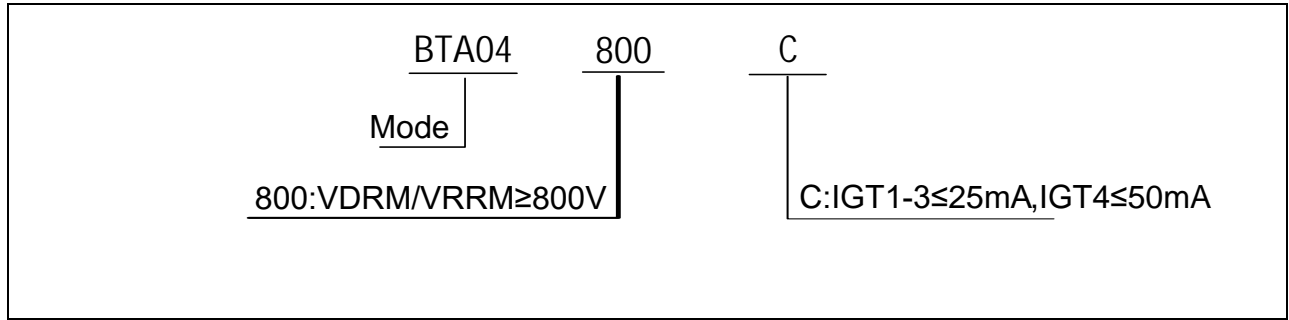 BTA04 800 C
Mode
800:VDRM/VRRM≥800V C:IGT1-3≤25mA,IGT4≤50mA